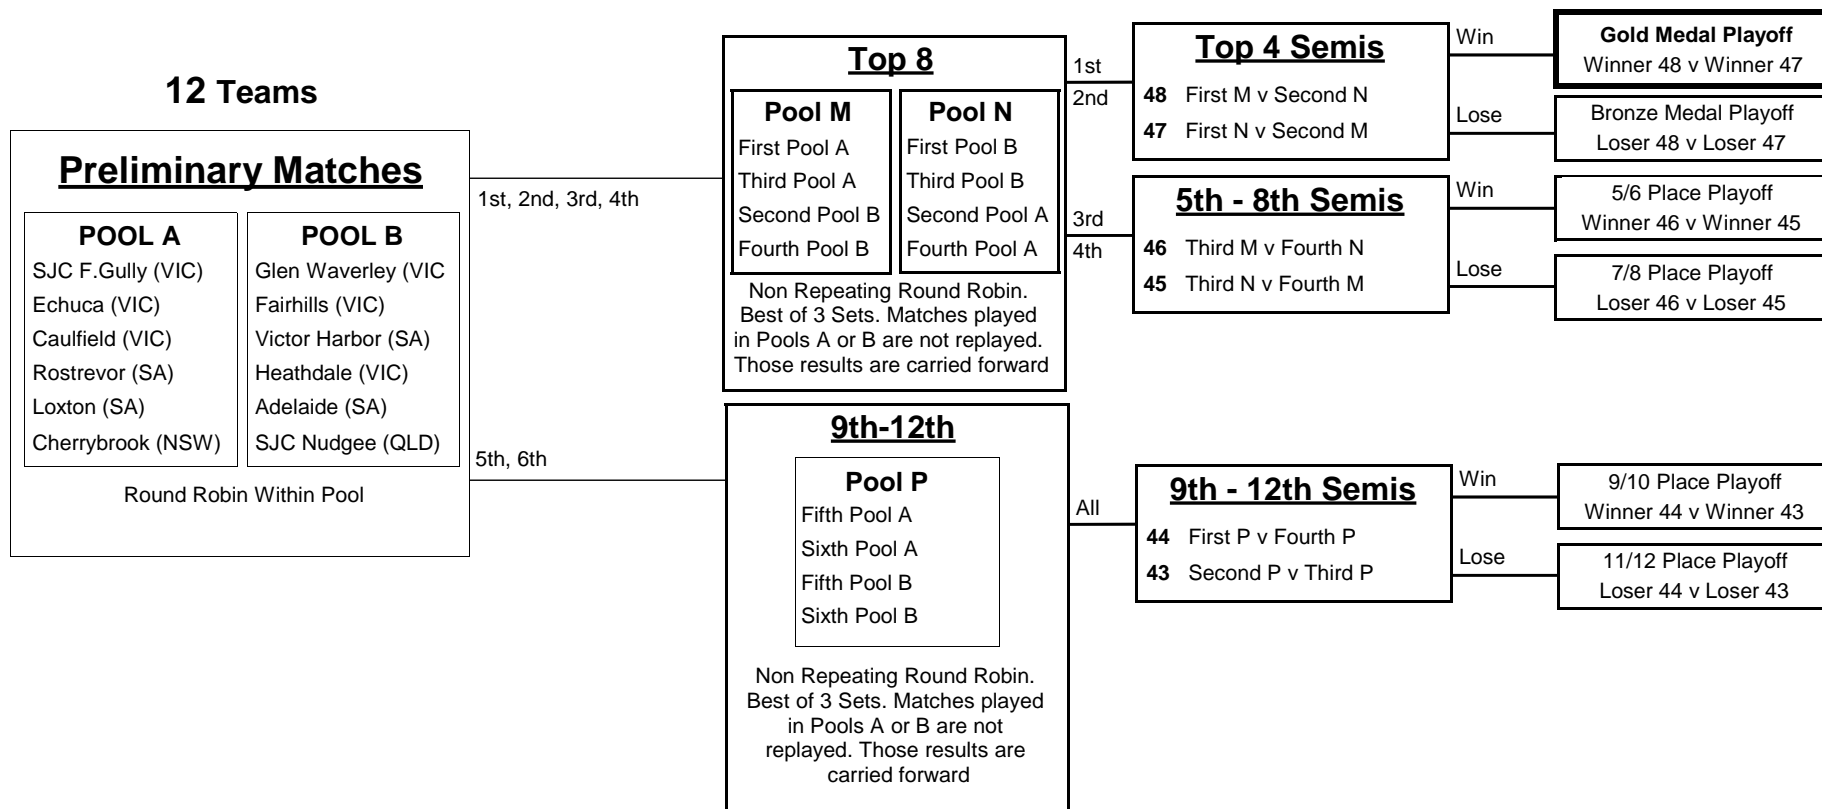 12 Teams
Preliminary Matches
POOL A
SJC F.Gully (VIC)
Echuca (VIC)
Caulfield (VIC)
Rostrevor (SA)
Loxton (SA)
Cherrybrook (NSW)
POOL B
Glen Waverley (VIC
Fairhills (VIC)
Victor Harbor (SA)
Heathdale (VIC)
Adelaide (SA)
SJC Nudgee (QLD)
Round Robin Within Pool
1st, 2nd, 3rd, 4th
5th, 6th
Top 8
Pool M
First Pool A
Third Pool A
Second Pool B
Fourth Pool B
Pool N
First Pool B
Third Pool B
Second Pool A
Fourth Pool A
Non Repeating Round Robin.
Best of 3 Sets. Matches played
in Pools A or B are not replayed.
Those results are carried forward
9th-12th
Pool P
Fifth Pool A
Sixth Pool A
Fifth Pool B
Sixth Pool B
Non Repeating Round Robin.
Best of 3 Sets. Matches played
in Pools A or B are not
replayed. Those results are
carried forward
1st
2nd
3rd
4th
All
Top 4 Semis
48 First M v Second N
47 First N v Second M
5th - 8th Semis
46 Third M v Fourth N
45 Third N v Fourth M
9th - 12th Semis
44 First P v Fourth P
43 Second P v Third P
Win
Lose
Win
Lose
Win
Lose
Gold Medal Playoff
Winner 48 v Winner 47
Bronze Medal Playoff
Loser 48 v Loser 47
5/6 Place Playoff
Winner 46 v Winner 45
7/8 Place Playoff
Loser 46 v Loser 45
9/10 Place Playoff
Winner 44 v Winner 43
11/12 Place Playoff
Loser 44 v Loser 43